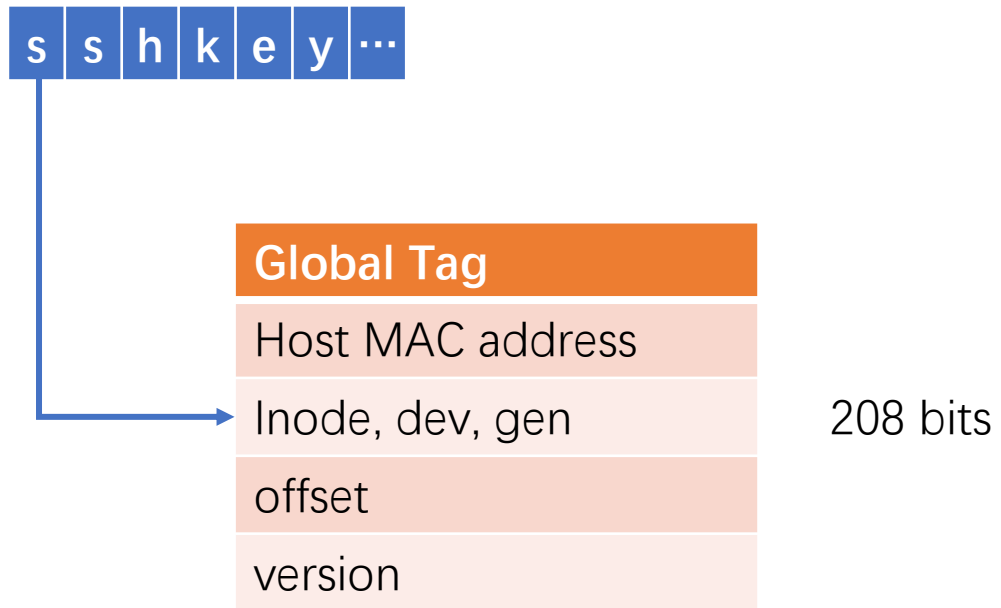 s s h k e y ...
Global Tag
Host MAC address
Inode, dev, gen
208 bits
offset
version